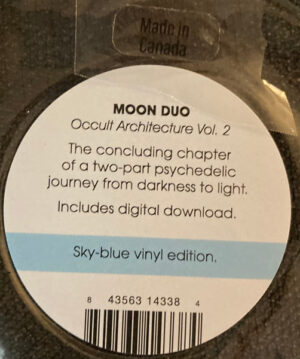 Made in
Canada
MOON DUO
Occult Architecture Vol. 2
The concluding chapter
of a two-part psychedelic
journey from darkness to light.
Includes digital download.
Sky-blue vinyl edition.
8 43563 14338 4